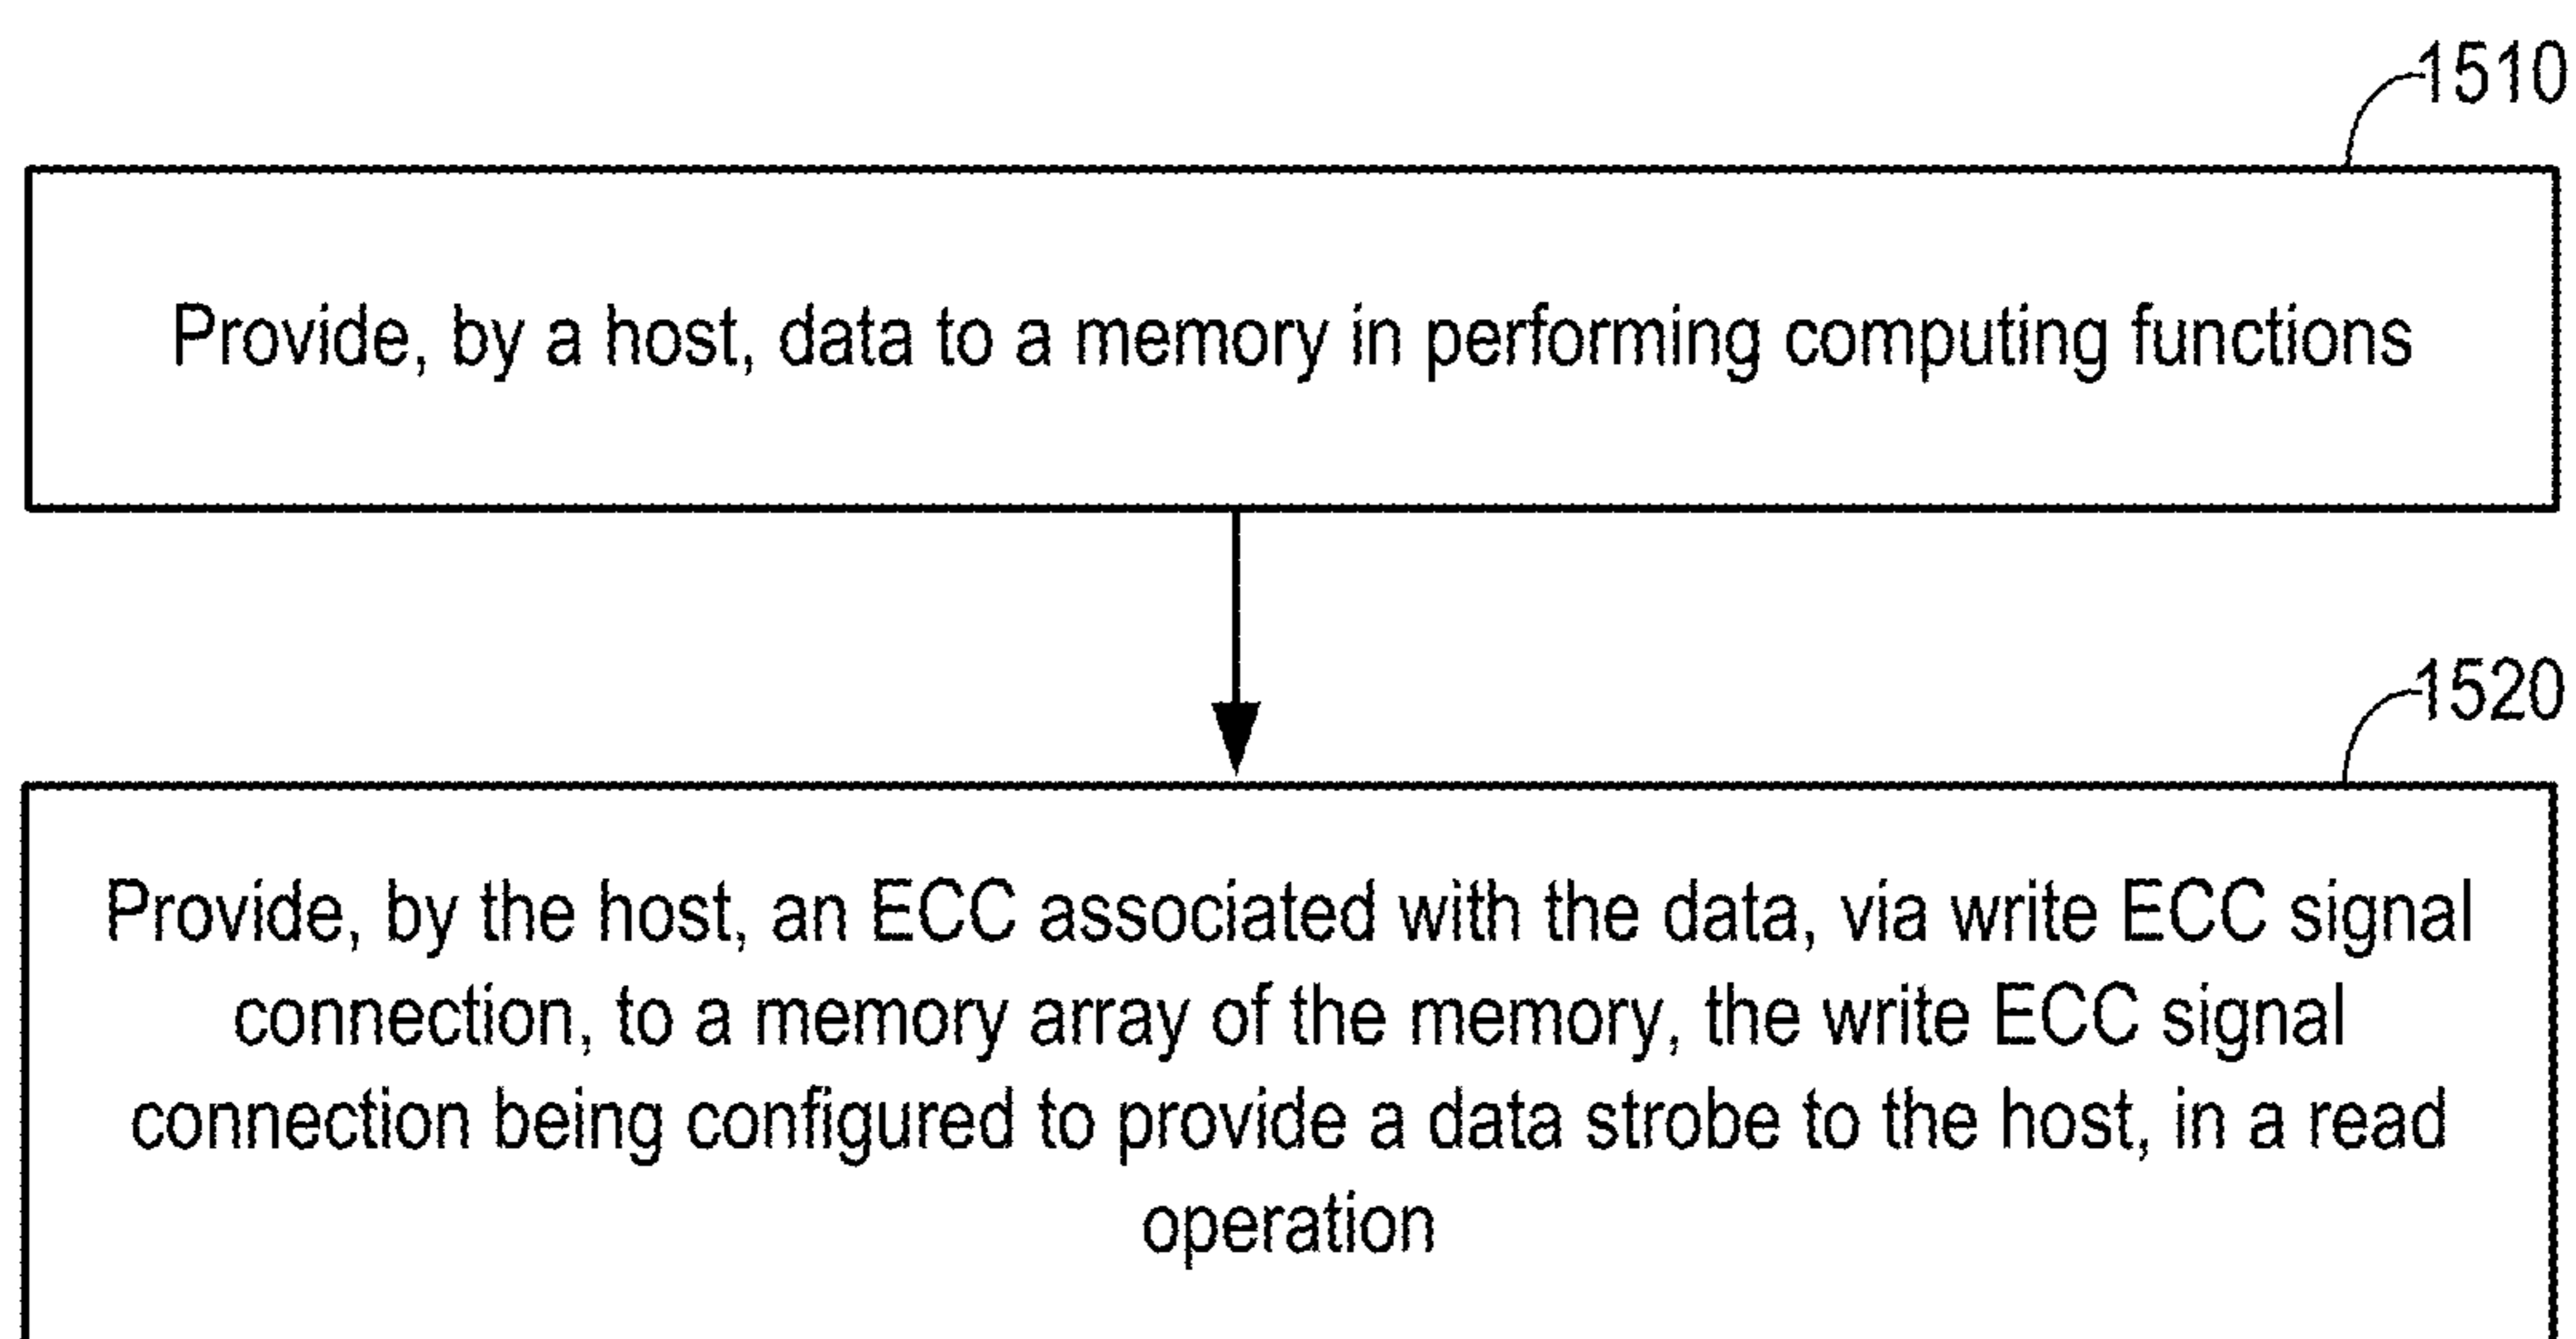 1510
Provide, by a host, data to a memory in performing computing functions
1520
Provide, by the host, an ECC associated with the data, via write ECC signal
connection, to a memory array of the memory, the write ECC signal
connection being configured to provide a data strobe to the host, in a read
operation